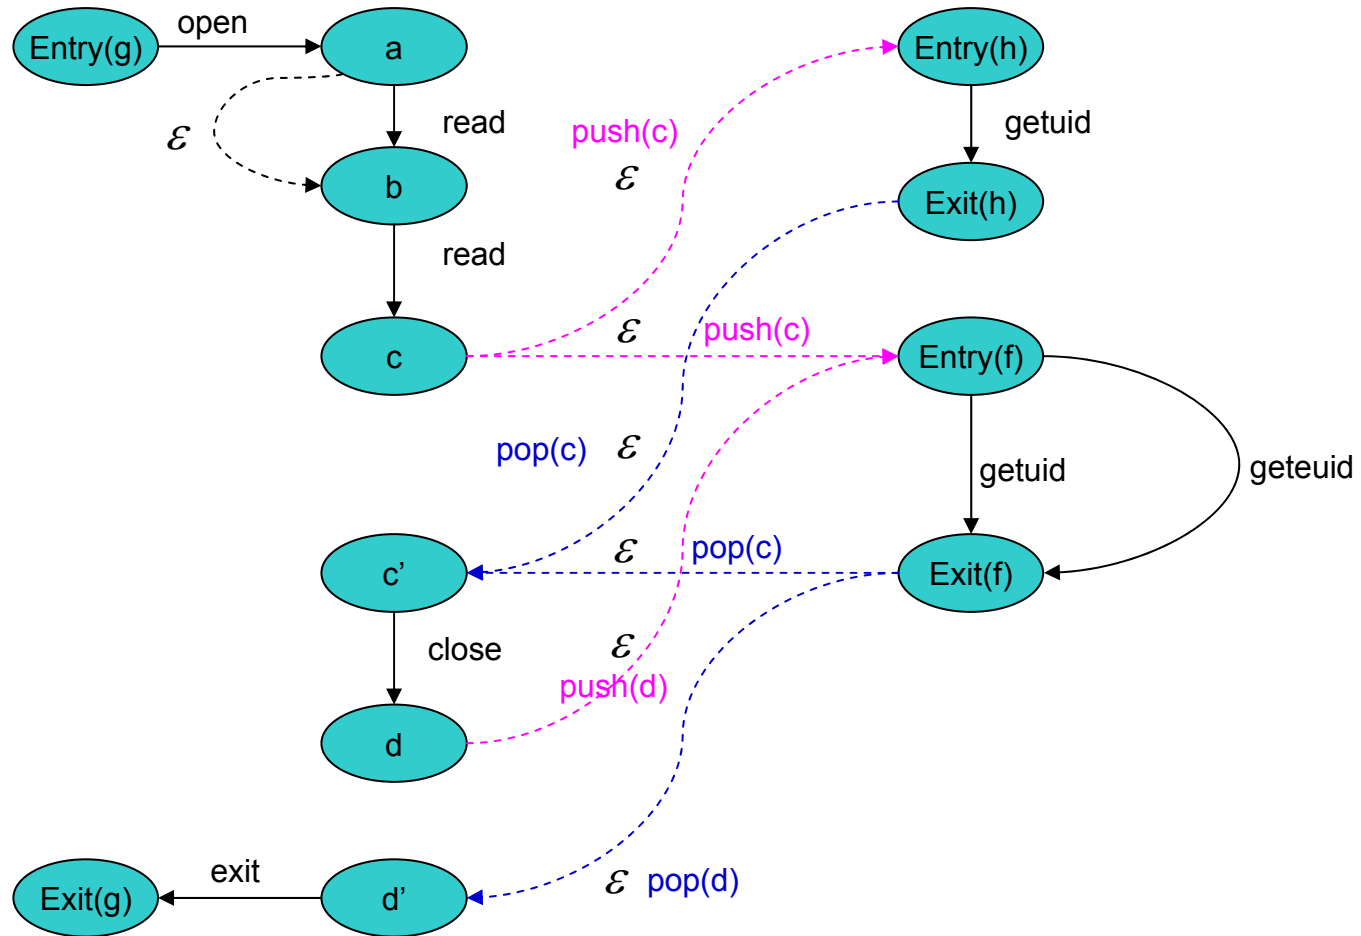 Entry(g)
open
a
Entry(h)
ε
read
push(c)
ε
getuid
b
Exit(h)
read
c
ε
push(c)
Entry(f)
pop(c)
ε
getuid
geteuid
c’
ε
pop(c)
Exit(f)
close
ε
push(d)
d
Exit(g)
exit
d’
ε
pop(d)